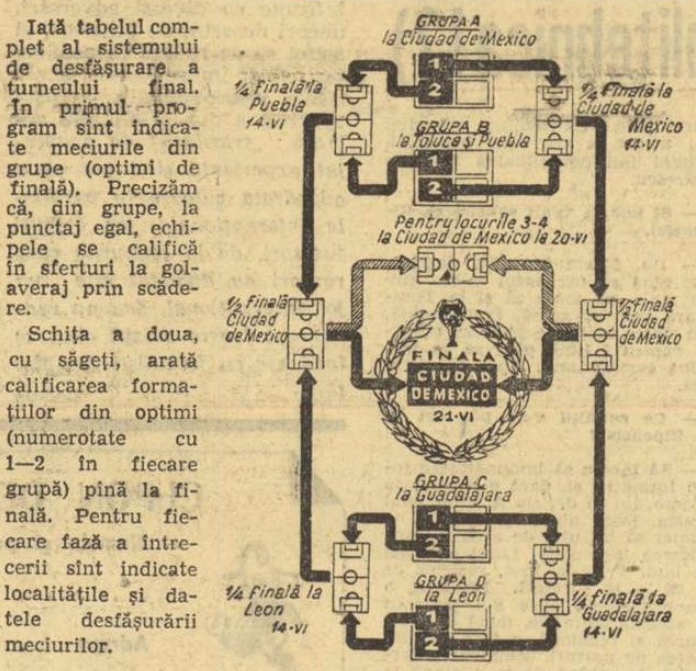 Iată tabelul com-
plet al sistemului
de desfășurare a
turneului final.
În primul pro-
gram sînt indica-
te meciurile din
grupe (optimi de
finală). Precizăm
că, din grupe, la
punctaj egal, echi-
pele se califică
în sferturi la gol-
averaj prin scăde-
re.
Schița a doua,
cu săgeți, arată
calificarea forma-
țiilor din optimi
(numerotate cu
1—2 în fiecare
grupă) pînă la fi-
nală. Pentru fie-
care fază a între-
cerii sînt indicate
localitățile și da-
tele desfășurării
meciurilor.
GRUPA A
la Ciudad de Mexico
1
2
1/4 Finală la
Puebla
14-VI
1/4 Finală la
Ciudad de
Mexico
14-VI
GRUPA B
la Toluca și Puebla
1
2
Pentru locurile 3-4
la Ciudad de Mexico la 20-VI
1/2 Finală
Ciudad
de Mexico
1/2 Finală
Ciudad
de Mexico
FINALA
CIUDAD
DE MEXICO
21-VI
GRUPA C
la Guadalajara
1
2
1/4 Finală la
Leon
14-VI
1/4 Finală la
Guadalajara
14-VI
GRUPA D
la Leon
1
2